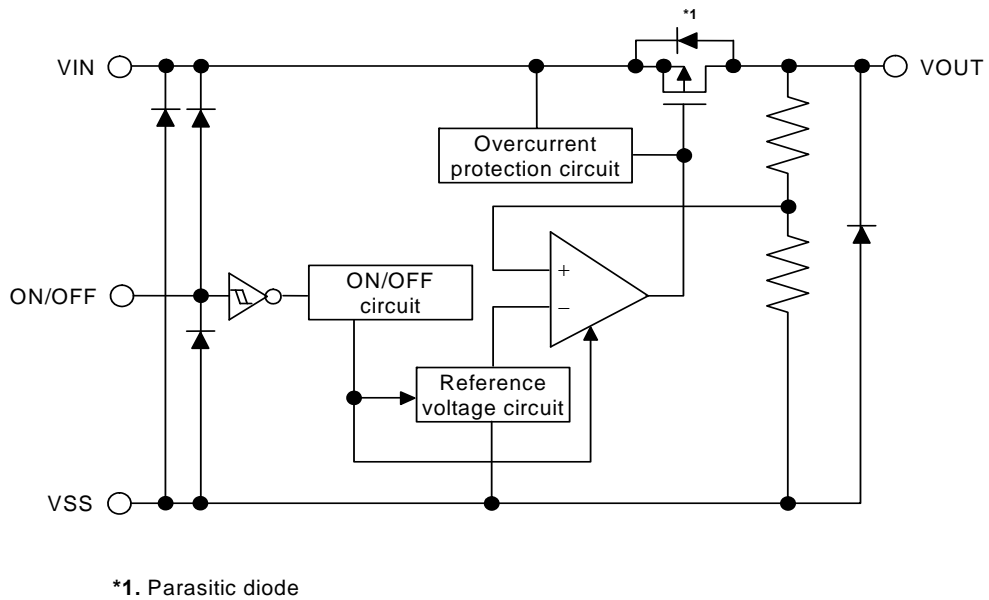 *1
VIN
VOUT
Overcurrent
protection circuit
+
−
ON/OFF
ON/OFF
circuit
Reference
voltage circuit
VSS
*1. Parasitic diode